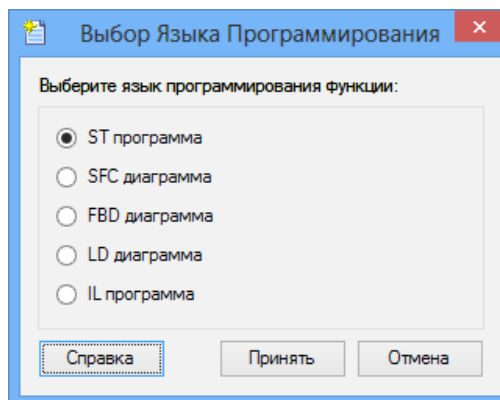 Выбор Языка Программирования
Выберите язык программирования функции:
ST программа
SFC диаграмма
FBD диаграмма
LD диаграмма
IL программа
Справка Принять Отмена